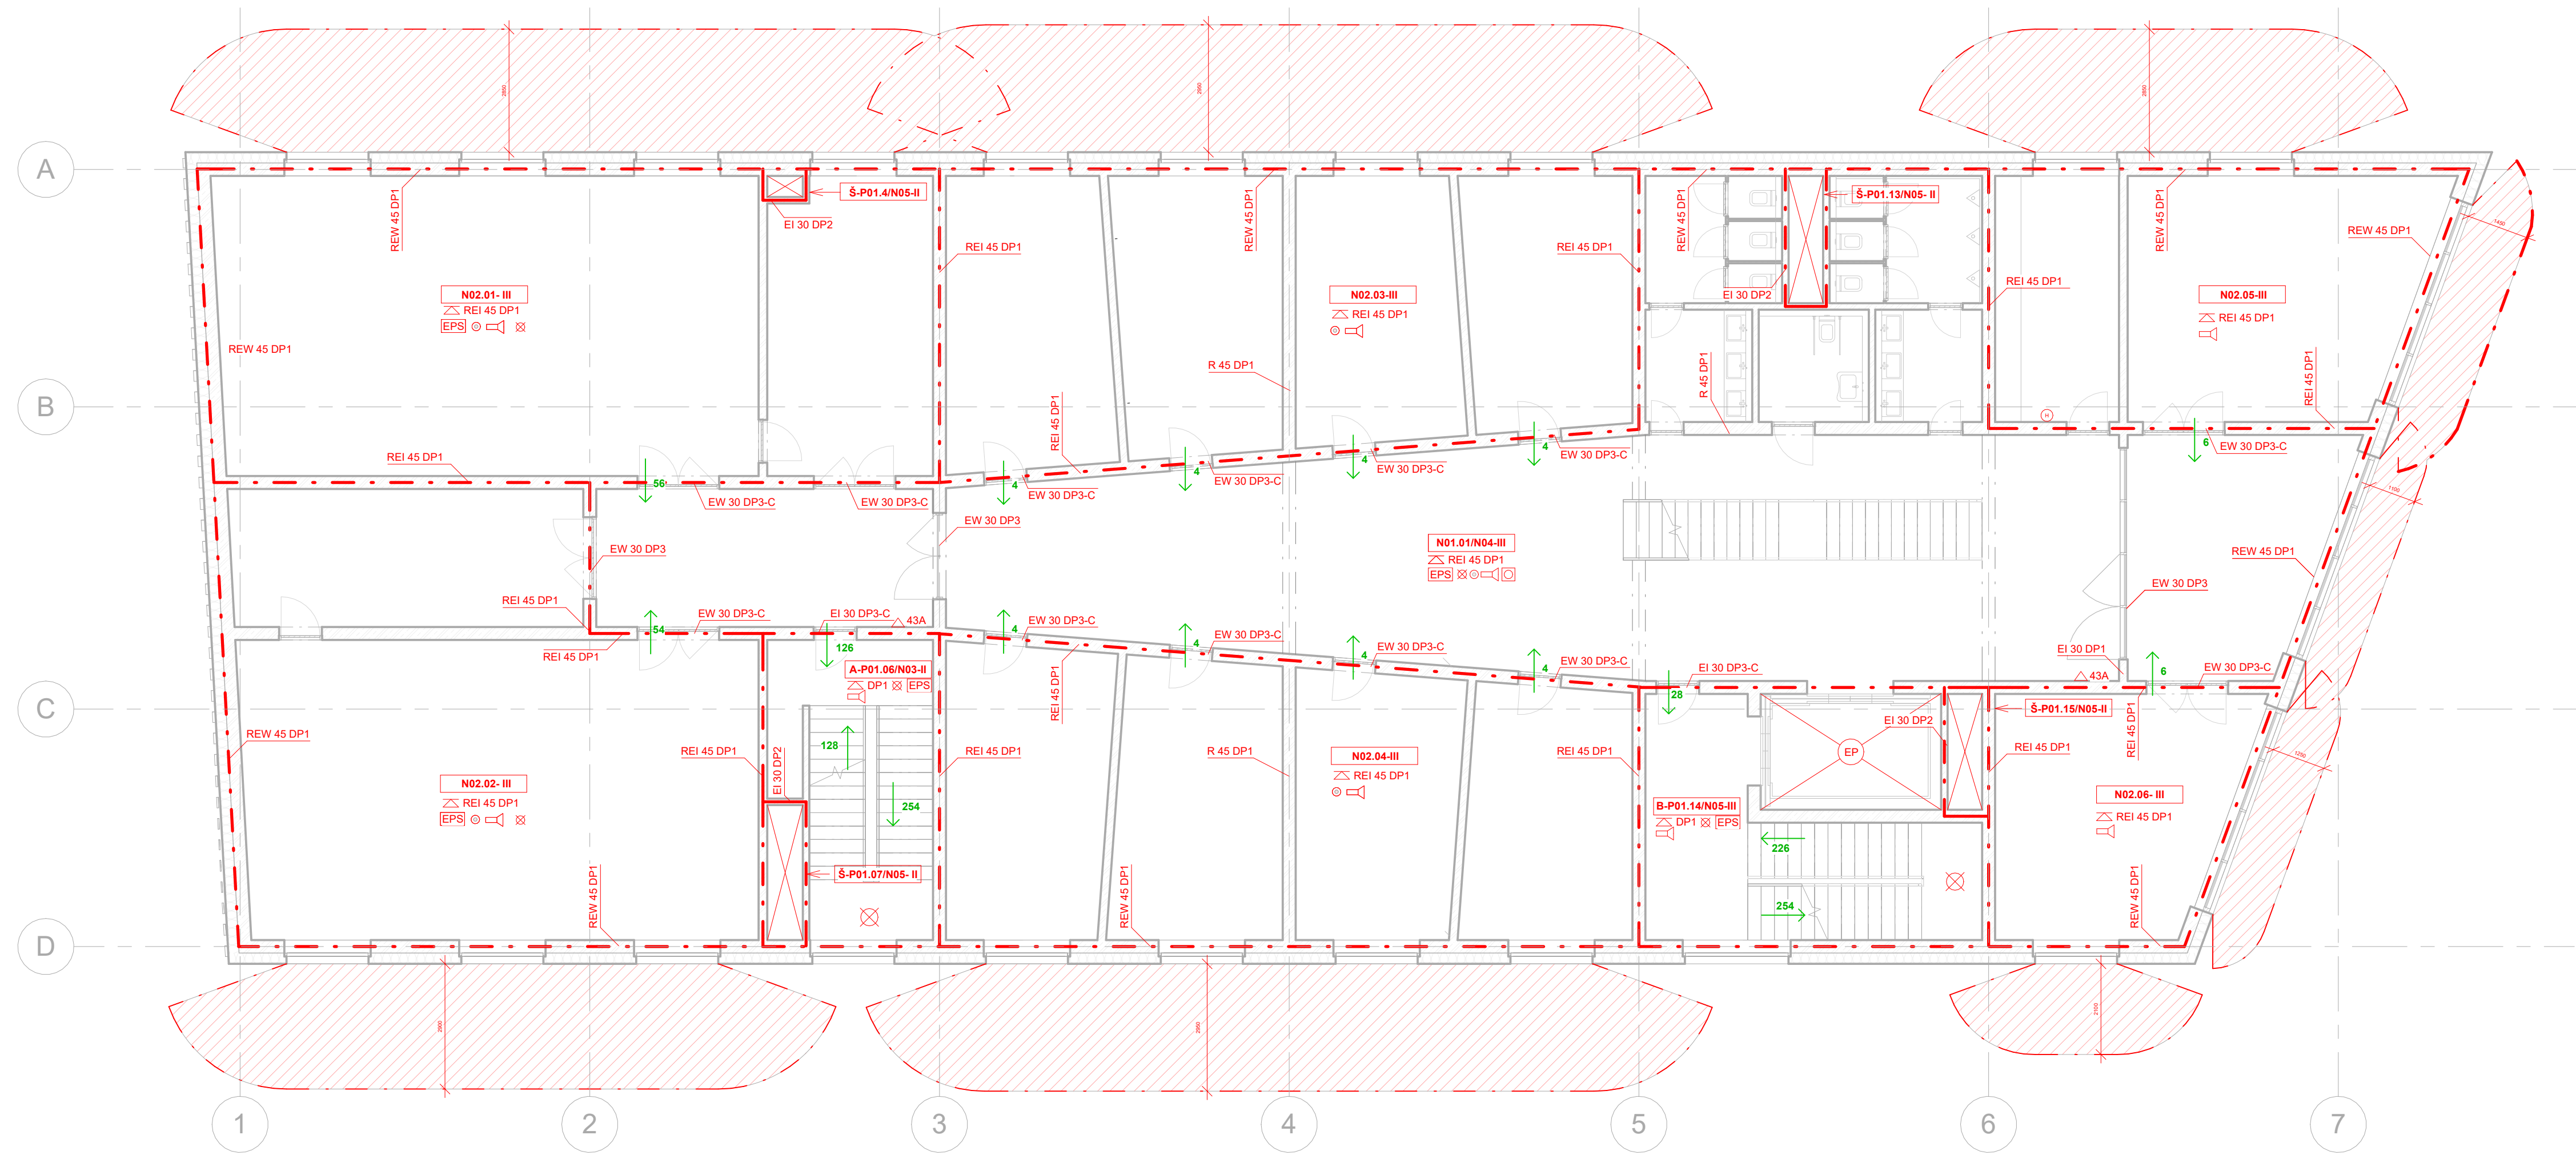 2850
2960
2850
A
Š-P01.4/N05-II
EI 30 DP2
REW 45 DP1
REI 45 DP1
REW 45 DP1
REI 45 DP1
REW 45 DP1
Š-P01.13/N05- II
EI 30 DP2
REI 45 DP1
REW 45 DP1
REW 45 DP1
1450
N02.01- III
REI 45 DP1
EPS
N02.03-III
REI 45 DP1
N02.05-III
REI 45 DP1
REW 45 DP1
R 45 DP1
R 45 DP1
REI 45 DP1
REI 45 DP1
B
H
REI 45 DP1
56
EW 30 DP3-C
EW 30 DP3-C
4
EW 30 DP3-C
4
EW 30 DP3-C
4
EW 30 DP3-C
4
EW 30 DP3-C
6
EW 30 DP3-C
1100
EW 30 DP3
EW 30 DP3
N01.01/N04-III
REI 45 DP1
EPS
REW 45 DP1
EW 30 DP3
REI 45 DP1
54
EW 30 DP3-C
EI 30 DP3-C
43A
126
REI 45 DP1
4
EW 30 DP3-C
4
EW 30 DP3-C
4
EW 30 DP3-C
4
EW 30 DP3-C
EI 30 DP3-C
28
EI 30 DP1
43A
6
EW 30 DP3-C
A-P01.06/N03-II
DP1
EPS
REI 45 DP1
C
Š-P01.15/N05-II
EI 30 DP2
REI 45 DP1
REI 45 DP1
REW 45 DP1
REI 45 DP1
EI 30 DP2
128
REI 45 DP1
R 45 DP1
REI 45 DP1
EP
1250
N02.02- III
REI 45 DP1
EPS
254
N02.04-III
REI 45 DP1
B-P01.14/N05-III
DP1
EPS
N02.06- III
REI 45 DP1
226
Š-P01.07/N05- II
REW 45 DP1
REW 45 DP1
254
REW 45 DP1
D
2900
2950
2100
1
2
3
4
5
6
7